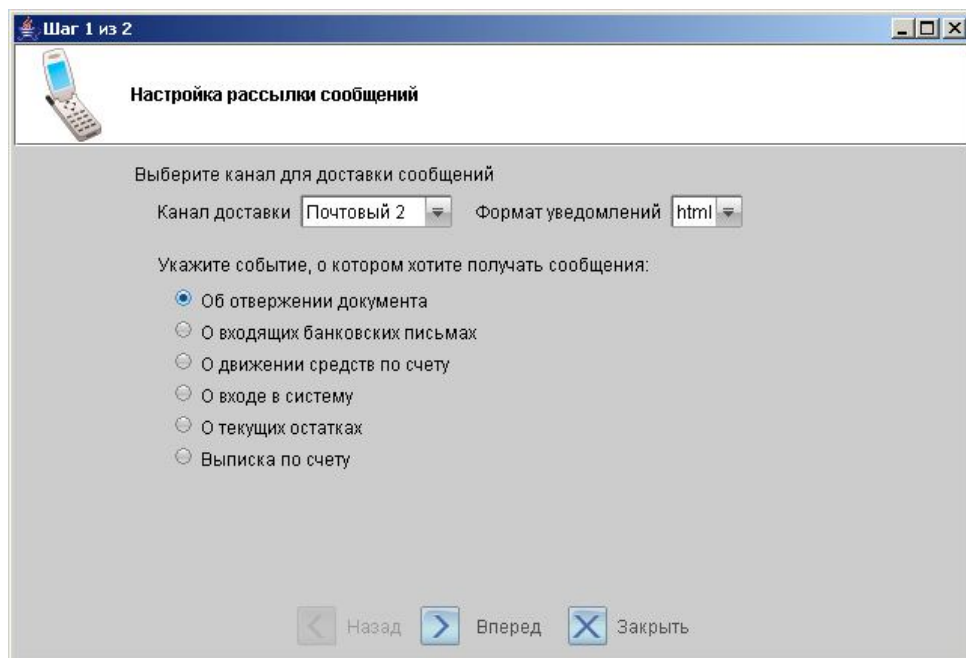 Шаг 1 из 2
Настройка рассылки сообщений
Выберите канал для доставки сообщений
Канал доставки Почтовый 2 Формат уведомлений html
Укажите событие, о котором хотите получать сообщения:
Об отвержении документа
О входящих банковских письмах
О движении средств по счету
О входе в систему
О текущих остатках
Выписка по счету
Назад Вперед Закрыть